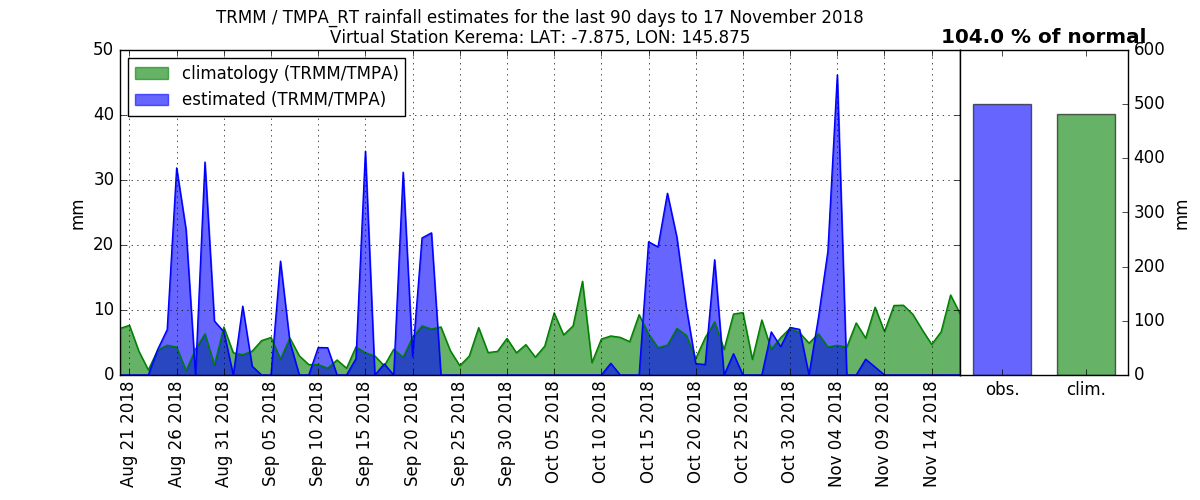 TRMM / TMPA_RT rainfall estimates for the last 90 days to 17 November 2018
Virtual Station Kerema: LAT: -7.875, LON: 145.875
104.0 % of normal
climatology (TRMM/TMPA)
estimated (TRMM/TMPA)
50
40
30
20
10
0
mm
Aug 21 2018
Aug 26 2018
Aug 31 2018
Sep 05 2018
Sep 10 2018
Sep 15 2018
Sep 20 2018
Sep 25 2018
Sep 30 2018
Oct 05 2018
Oct 10 2018
Oct 15 2018
Oct 20 2018
Oct 25 2018
Oct 30 2018
Nov 04 2018
Nov 09 2018
Nov 14 2018
600
500
400
300
200
100
0
mm
obs.
clim.